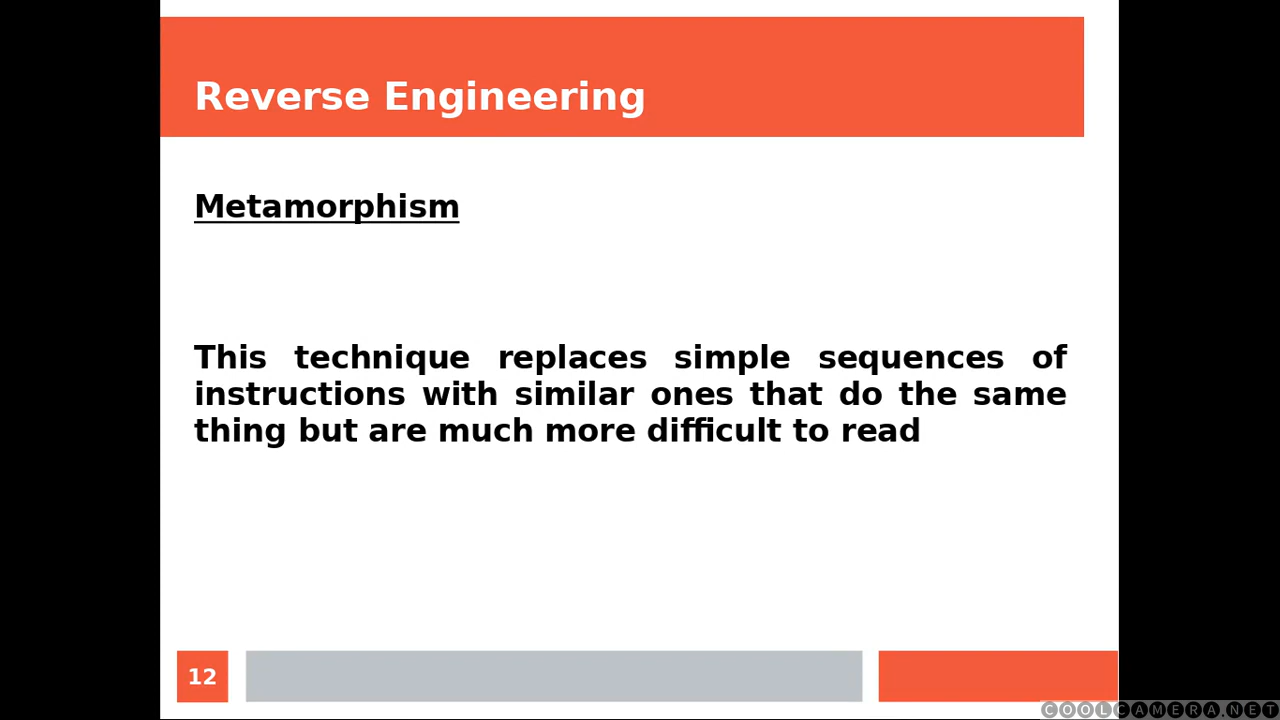 Reverse Engineering
Metamorphism
This technique replaces simple sequences of
instructions with similar ones that do the same
thing but are much more difficult to read
12
COOLCAMERA.NET